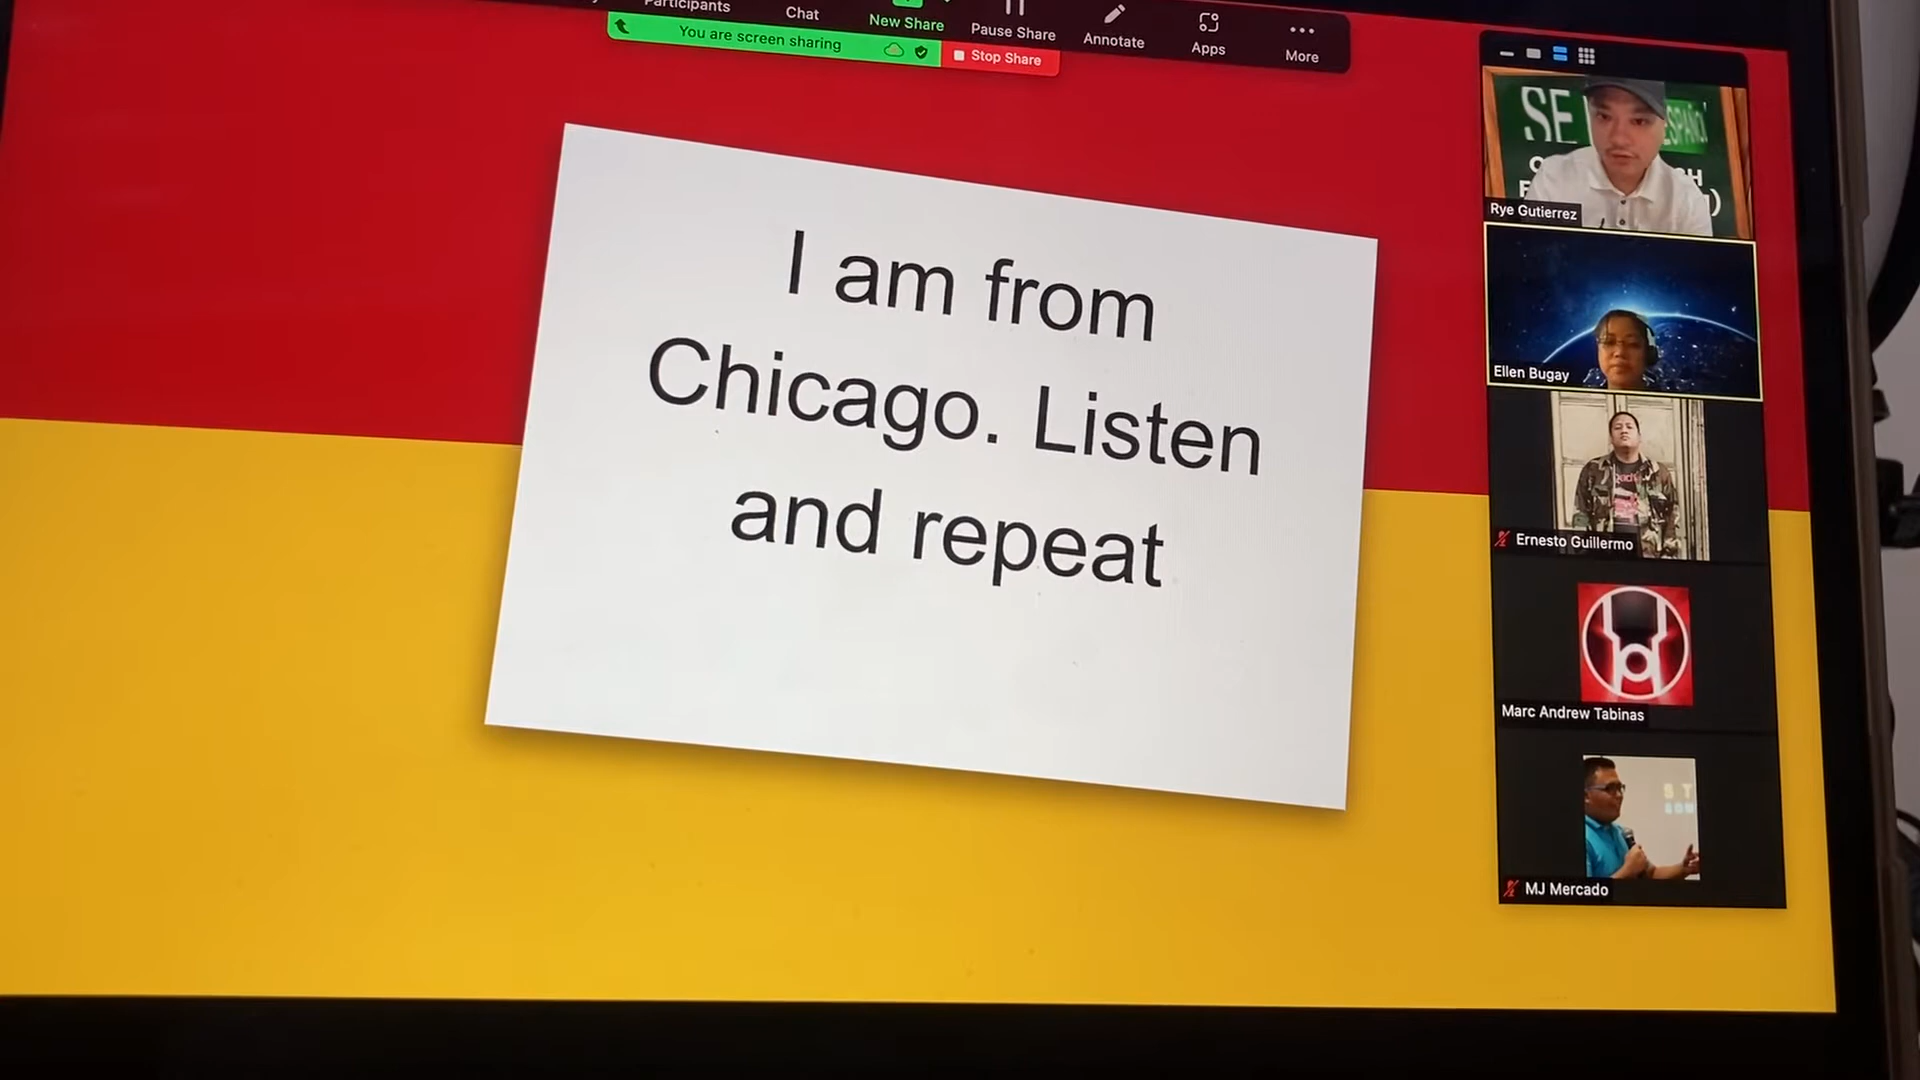 Participants
Chat
New Share
Pause Share
Annotate
Apps
More
You are screen sharing
Stop Share
I am from
Chicago. Listen
and repeat
SE
Rye Gutierrez
Ellen Bugay
Ernesto Guillermo
Marc Andrew Tabinas
MJ Mercado